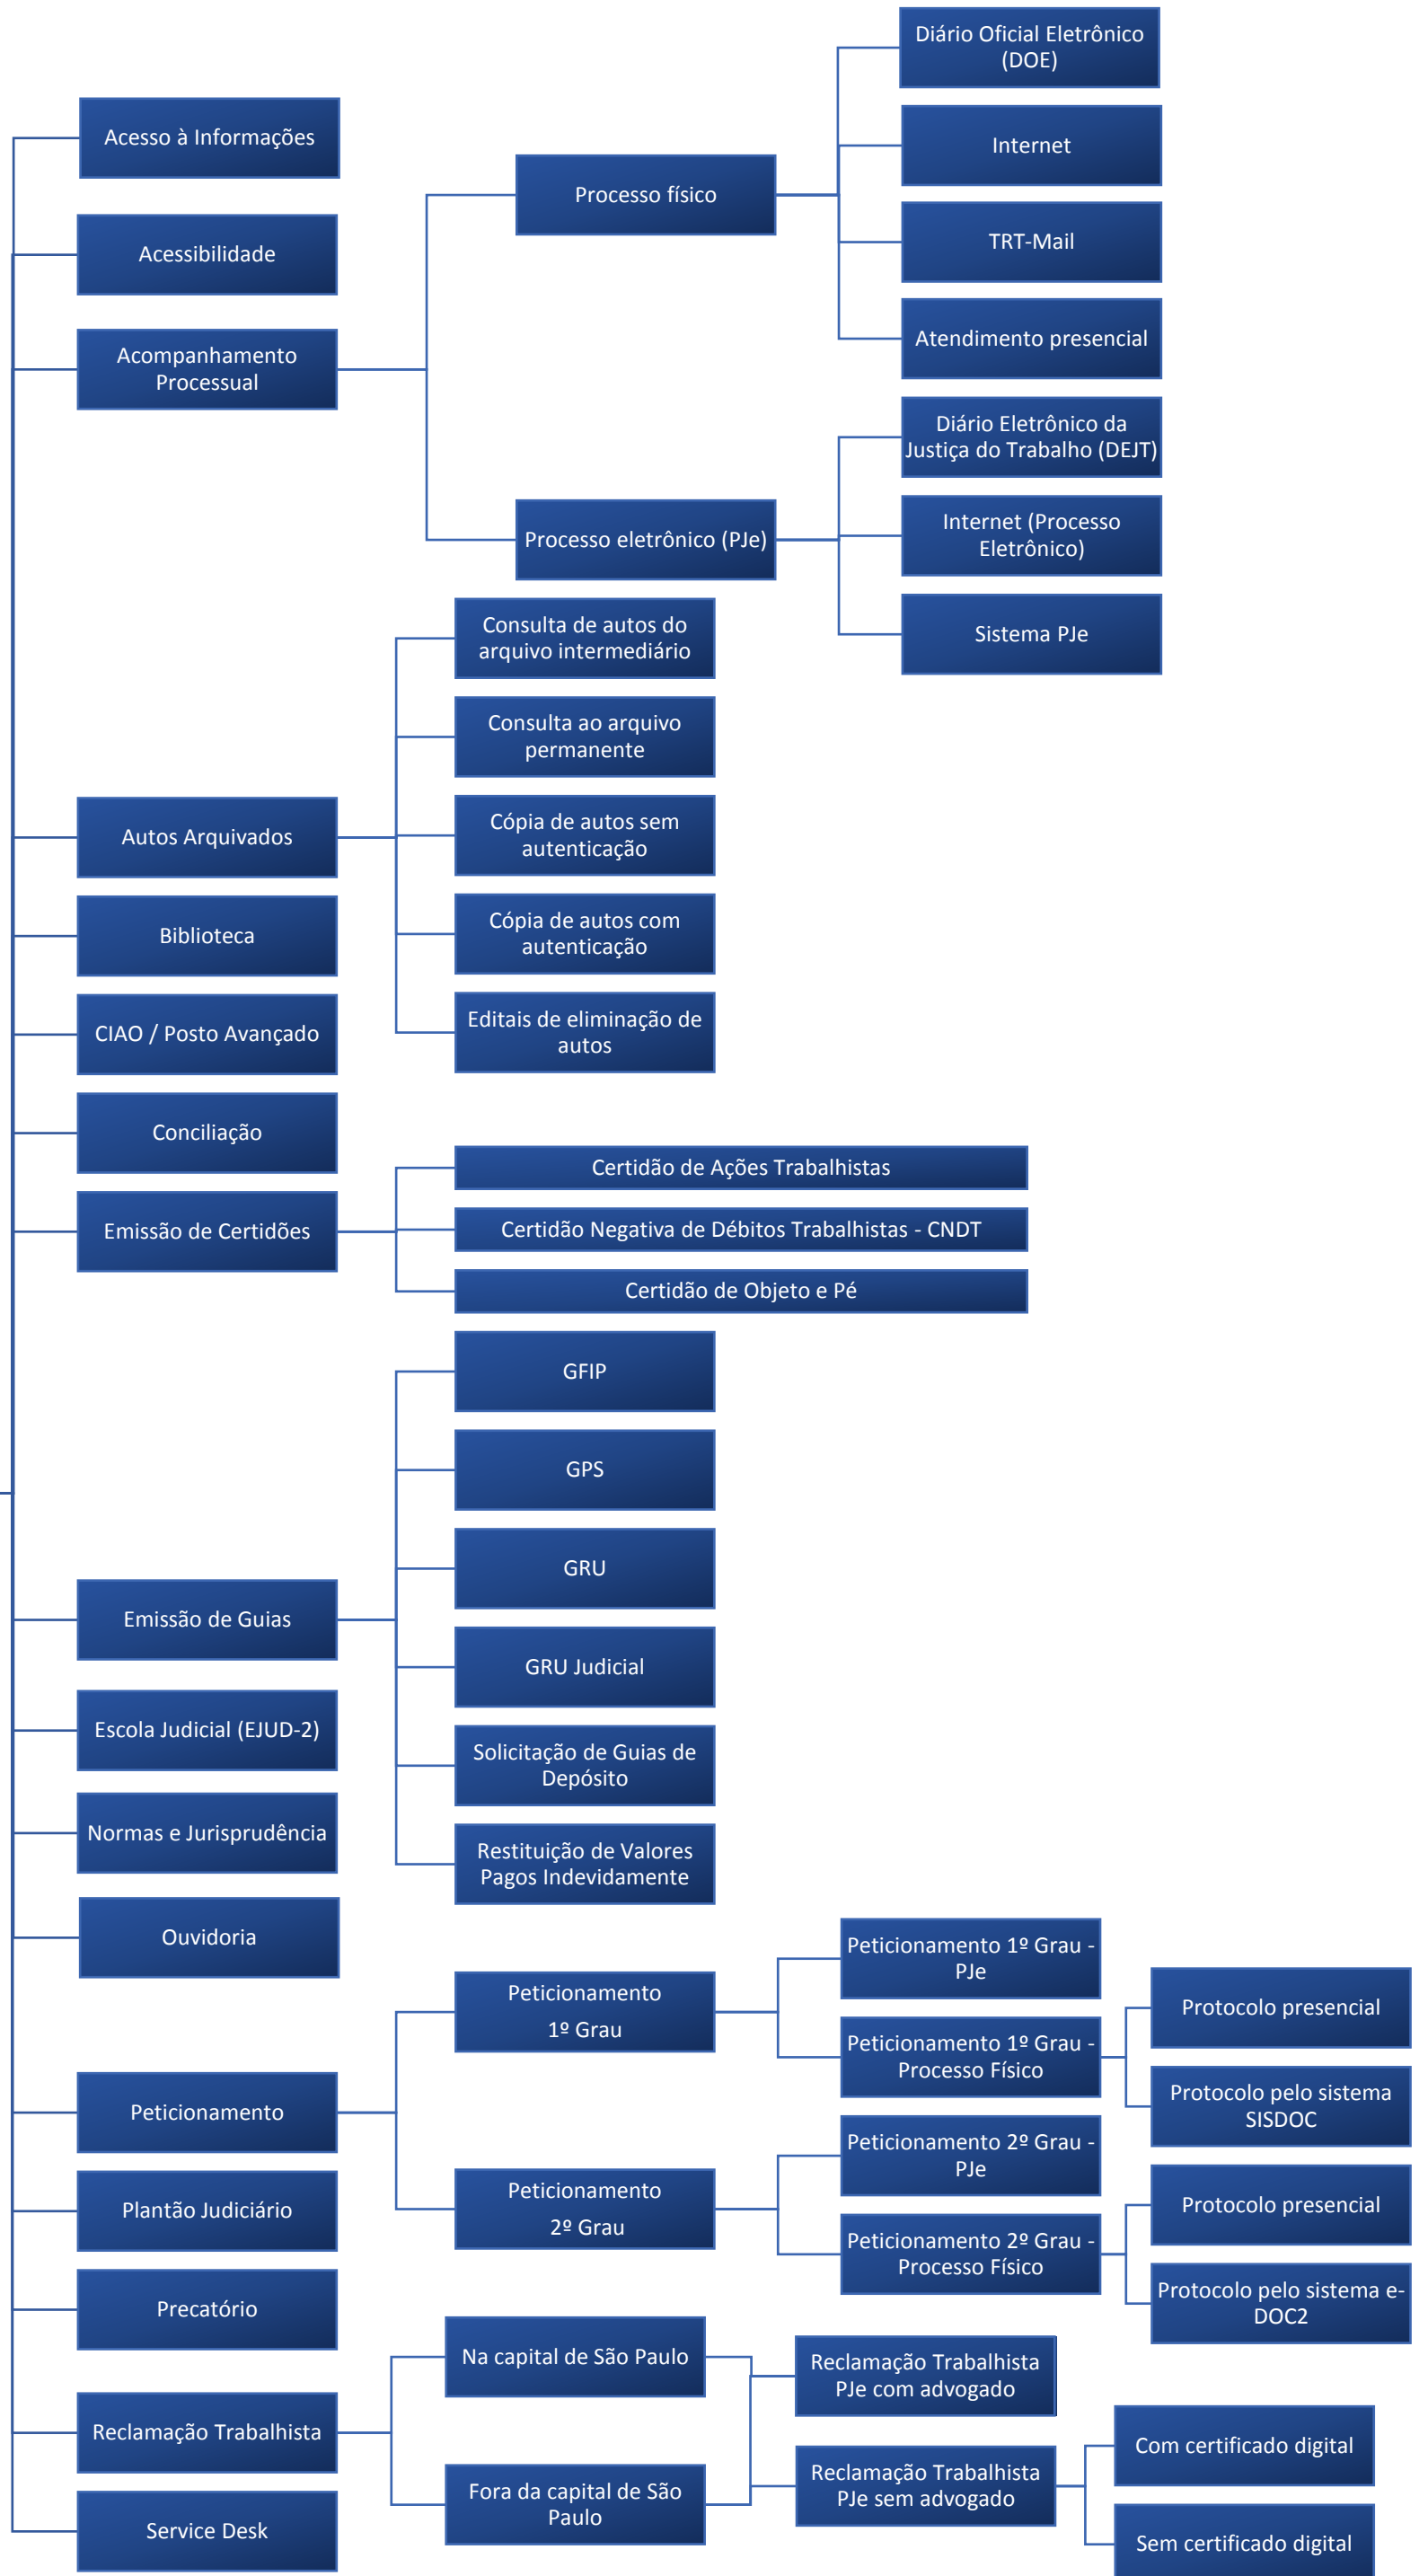 Diário Oficial Eletrônico
(DOE)
Acesso à Informações
Internet
Processo físico
TRT-Mail
Acessibilidade
Atendimento presencial
Acompanhamento
Processual
Diário Eletrônico da
Justiça do Trabalho (DEJT)
Processo eletrônico (PJe)
Internet (Processo
Eletrônico)
Sistema PJe
Consulta de autos do
arquivo intermediário
Consulta ao arquivo
permanente
Autos Arquivados
Cópia de autos sem
autenticação
Biblioteca
Cópia de autos com
autenticação
CIAO / Posto Avançado
Editais de eliminação de
autos
Conciliação
Certidão de Ações Trabalhistas
Emissão de Certidões
Certidão Negativa de Débitos Trabalhistas - CNDT
Certidão de Objeto e Pé
GFIP
GPS
GRU
Emissão de Guias
GRU Judicial
Escola Judicial (EJUD-2)
Solicitação de Guias de
Depósito
Normas e Jurisprudência
Restituição de Valores
Pagos Indevidamente
Ouvidoria
Peticionamento 1º Grau -
PJe
Peticionamento
1º Grau
Protocolo presencial
Peticionamento 1º Grau -
Processo Físico
Peticionamento
Protocolo pelo sistema
SISDOC
Peticionamento 2º Grau -
PJe
Plantão Judiciário
Peticionamento
2º Grau
Protocolo presencial
Peticionamento 2º Grau -
Processo Físico
Precatório
Protocolo pelo sistema e-
DOC2
Na capital de São Paulo
Reclamação Trabalhista
PJe com advogado
Reclamação Trabalhista
Com certificado digital
Fora da capital de São
Paulo
Reclamação Trabalhista
PJe sem advogado
Service Desk
Sem certificado digital